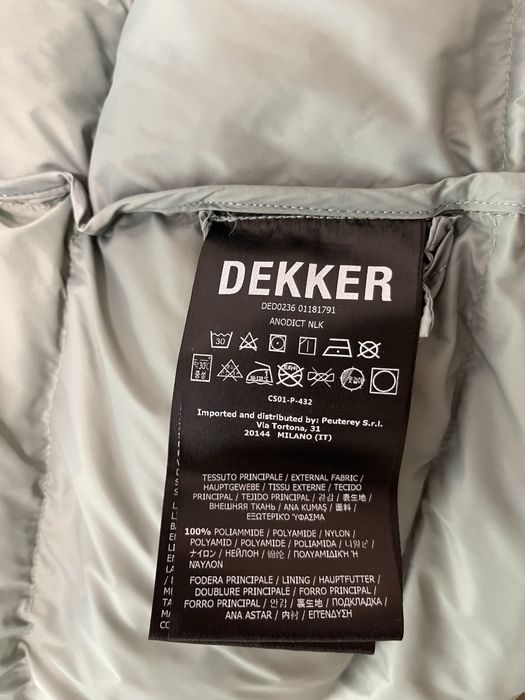 DEKKER
DED0236 01181791
ANODICT NLK
30
CS01-P-432
Imported and distributed by: Peuterey S.r.l.
Via Tortona, 31
20144 MILANO (IT)
TESSUTO PRINCIPALE / EXTERNAL FABRIC /
HAUPTGEWEBE / TISSU EXTERNE / TECIDO
PRINCIPAL / TEJIDO PRINCIPAL / 겉감 / 表生地 /
ВНЕШНЯЯ ТКАНЬ / ANA KUMAŞ / 面料 /
ΕΞΩΤΕΡΙΚΟ ΎΦΑΣΜΑ
100% POLIAMMIDE / POLYAMIDE / NYLON /
POLYAMID / POLYAMIDE / POLIAMIDA / 나일론 /
ナイロン / НЕЙЛОН / 锦纶 / ΠΟΛΥΑΜΙΔΙΚΗ Ή
ΝΑΥΛΟΝ
FODERA PRINCIPALE / LINING / HAUPTFUTTER /
DOUBLURE PRINCIPALE / FORRO PRINCIPAL /
FORRO PRINCIPAL / 안감 / 裏生地 / ПОДКЛАДКА /
ANA ASTAR / 内衬 / ΕΠΕΝΔΥΣΗ